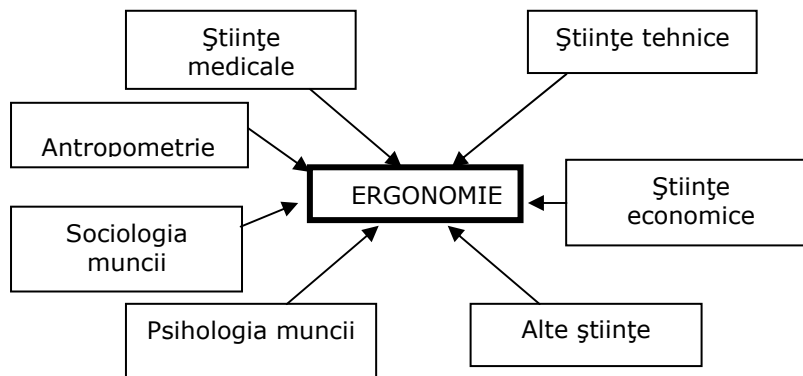 Ştiinţe
medicale
Ştiinţe tehnice
Antropometrie
ERGONOMIE
Ştiinţe
economice
Sociologia
muncii
Psihologia muncii
Alte ştiinţe